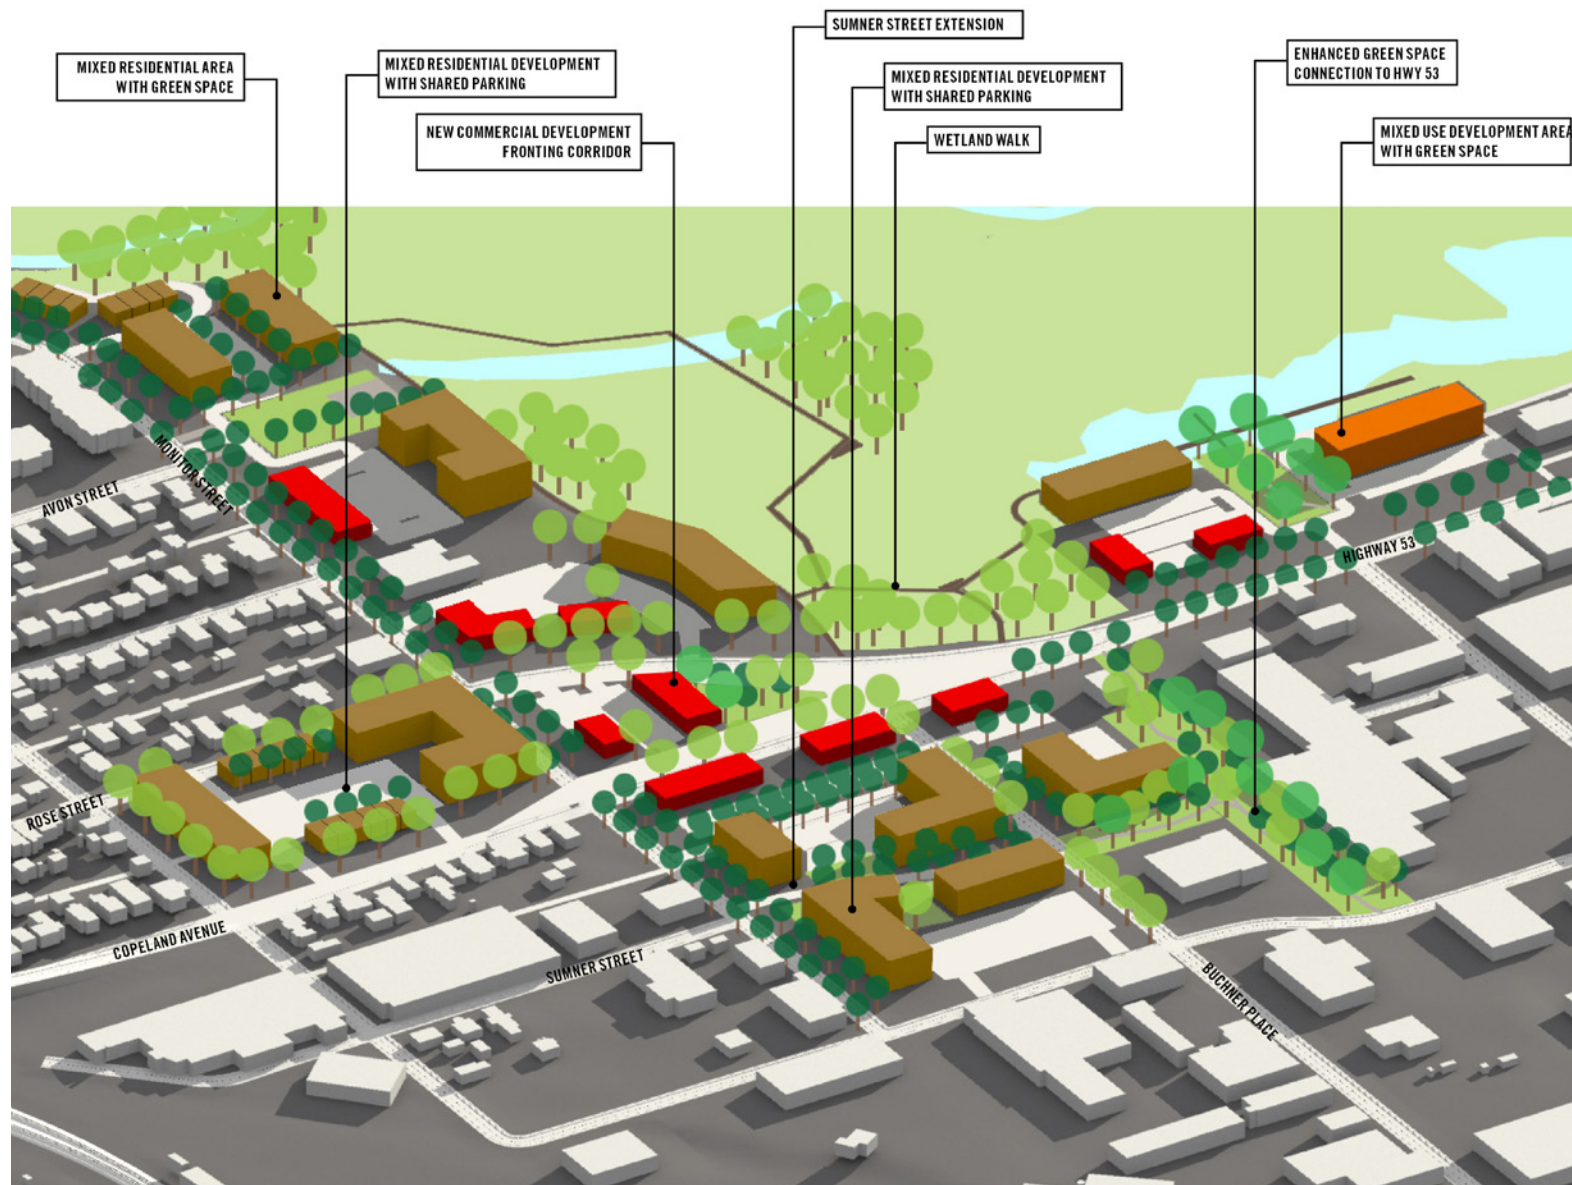 SUMNER STREET EXTENSION
MIXED RESIDENTIAL AREA
WITH GREEN SPACE
MIXED RESIDENTIAL DEVELOPMENT
WITH SHARED PARKING
NEW COMMERCIAL DEVELOPMENT
FRONTING CORRIDOR
MIXED RESIDENTIAL DEVELOPMENT
WITH SHARED PARKING
WETLAND WALK
ENHANCED GREEN SPACE
CONNECTION TO HWY 53
MIXED USE DEVELOPMENT AREA
WITH GREEN SPACE
MONITOR STREET
AVON STREET
HIGHWAY 53
ROSE STREET
COPELAND AVENUE
SUMNER STREET
BUCHNER PLACE